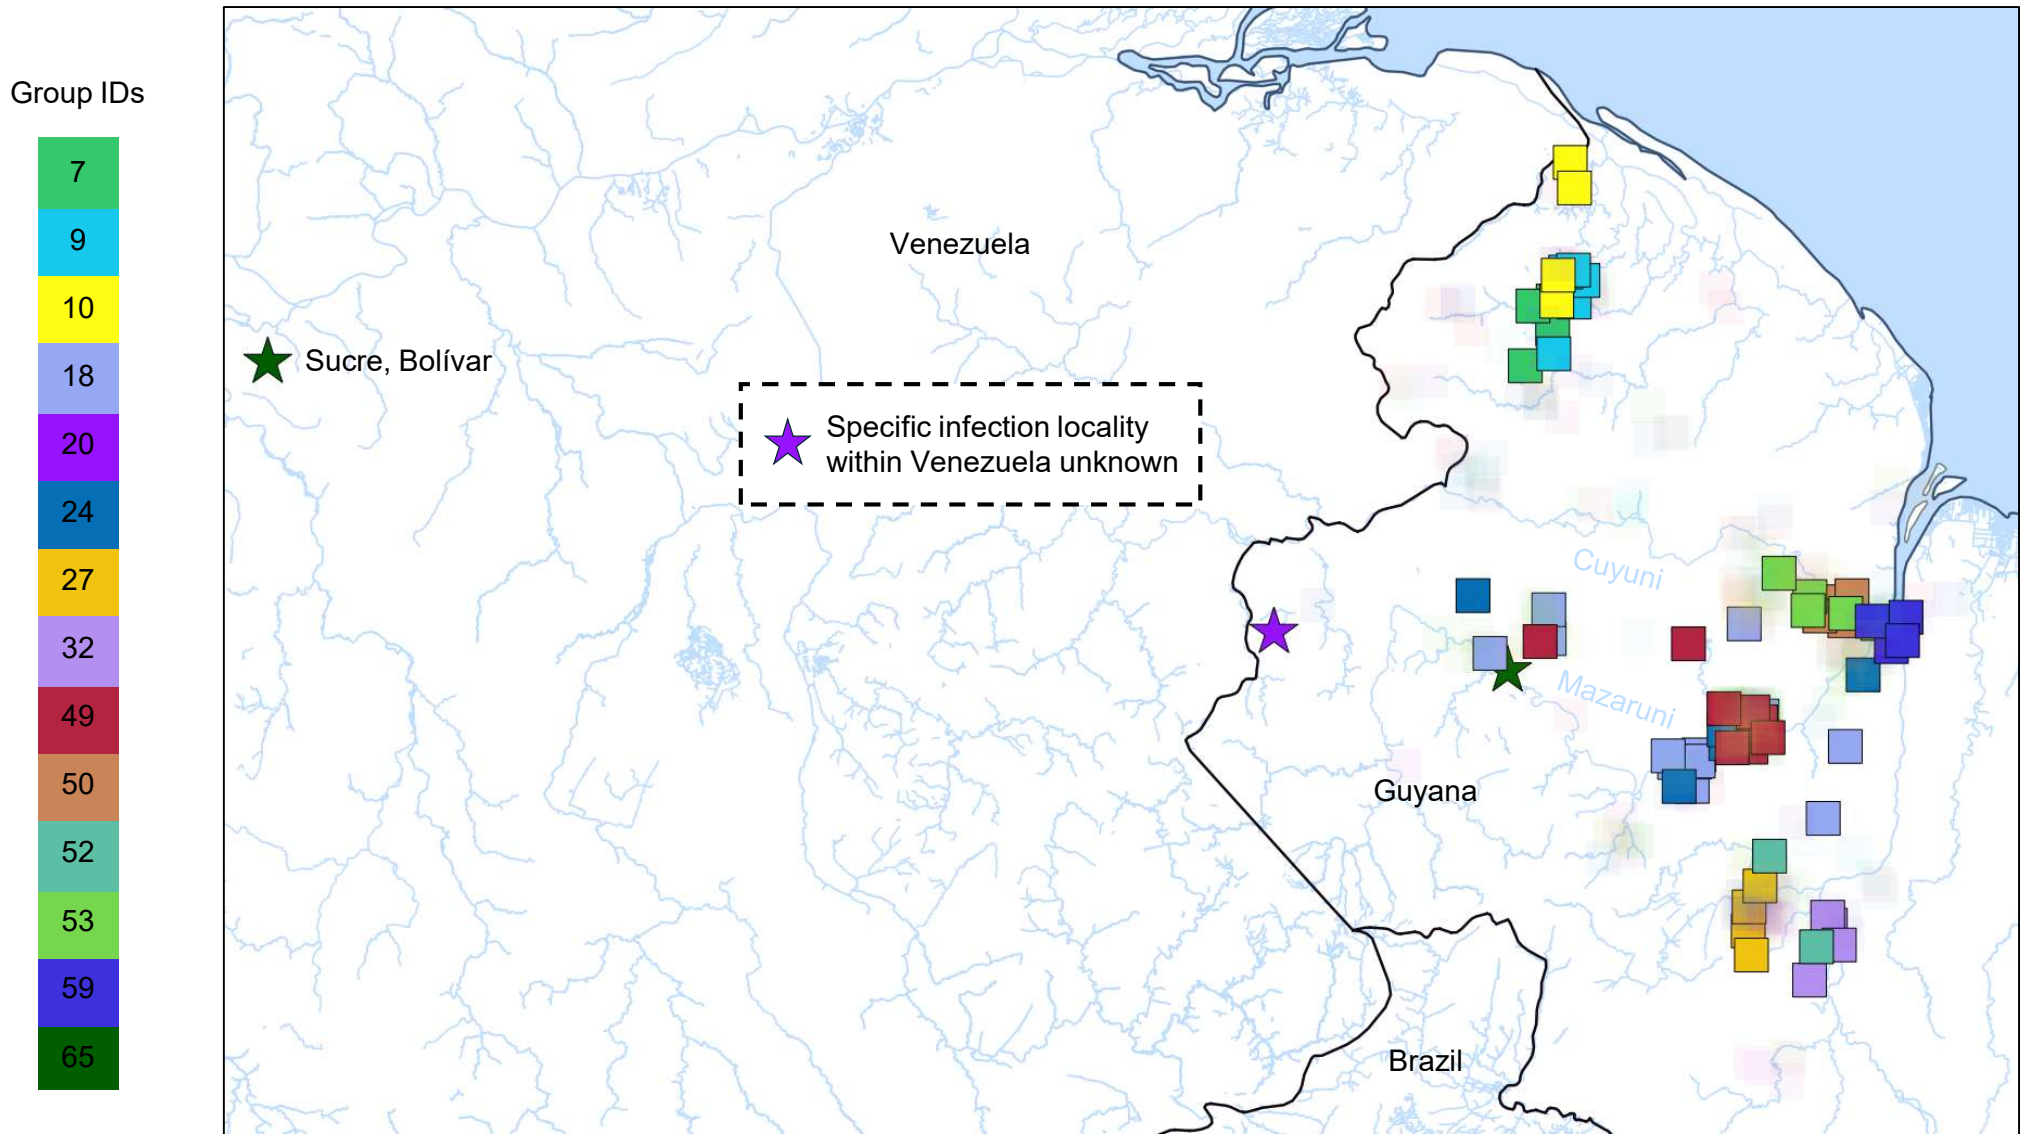 Group IDs
7
9
10
18
20
24
27
32
49
50
52
53
59
65
Venezuela
Sucre, Bolívar
Specific infection locality
within Venezuela unknown
Cuyuni
Mazaruni
Guyana
Brazil